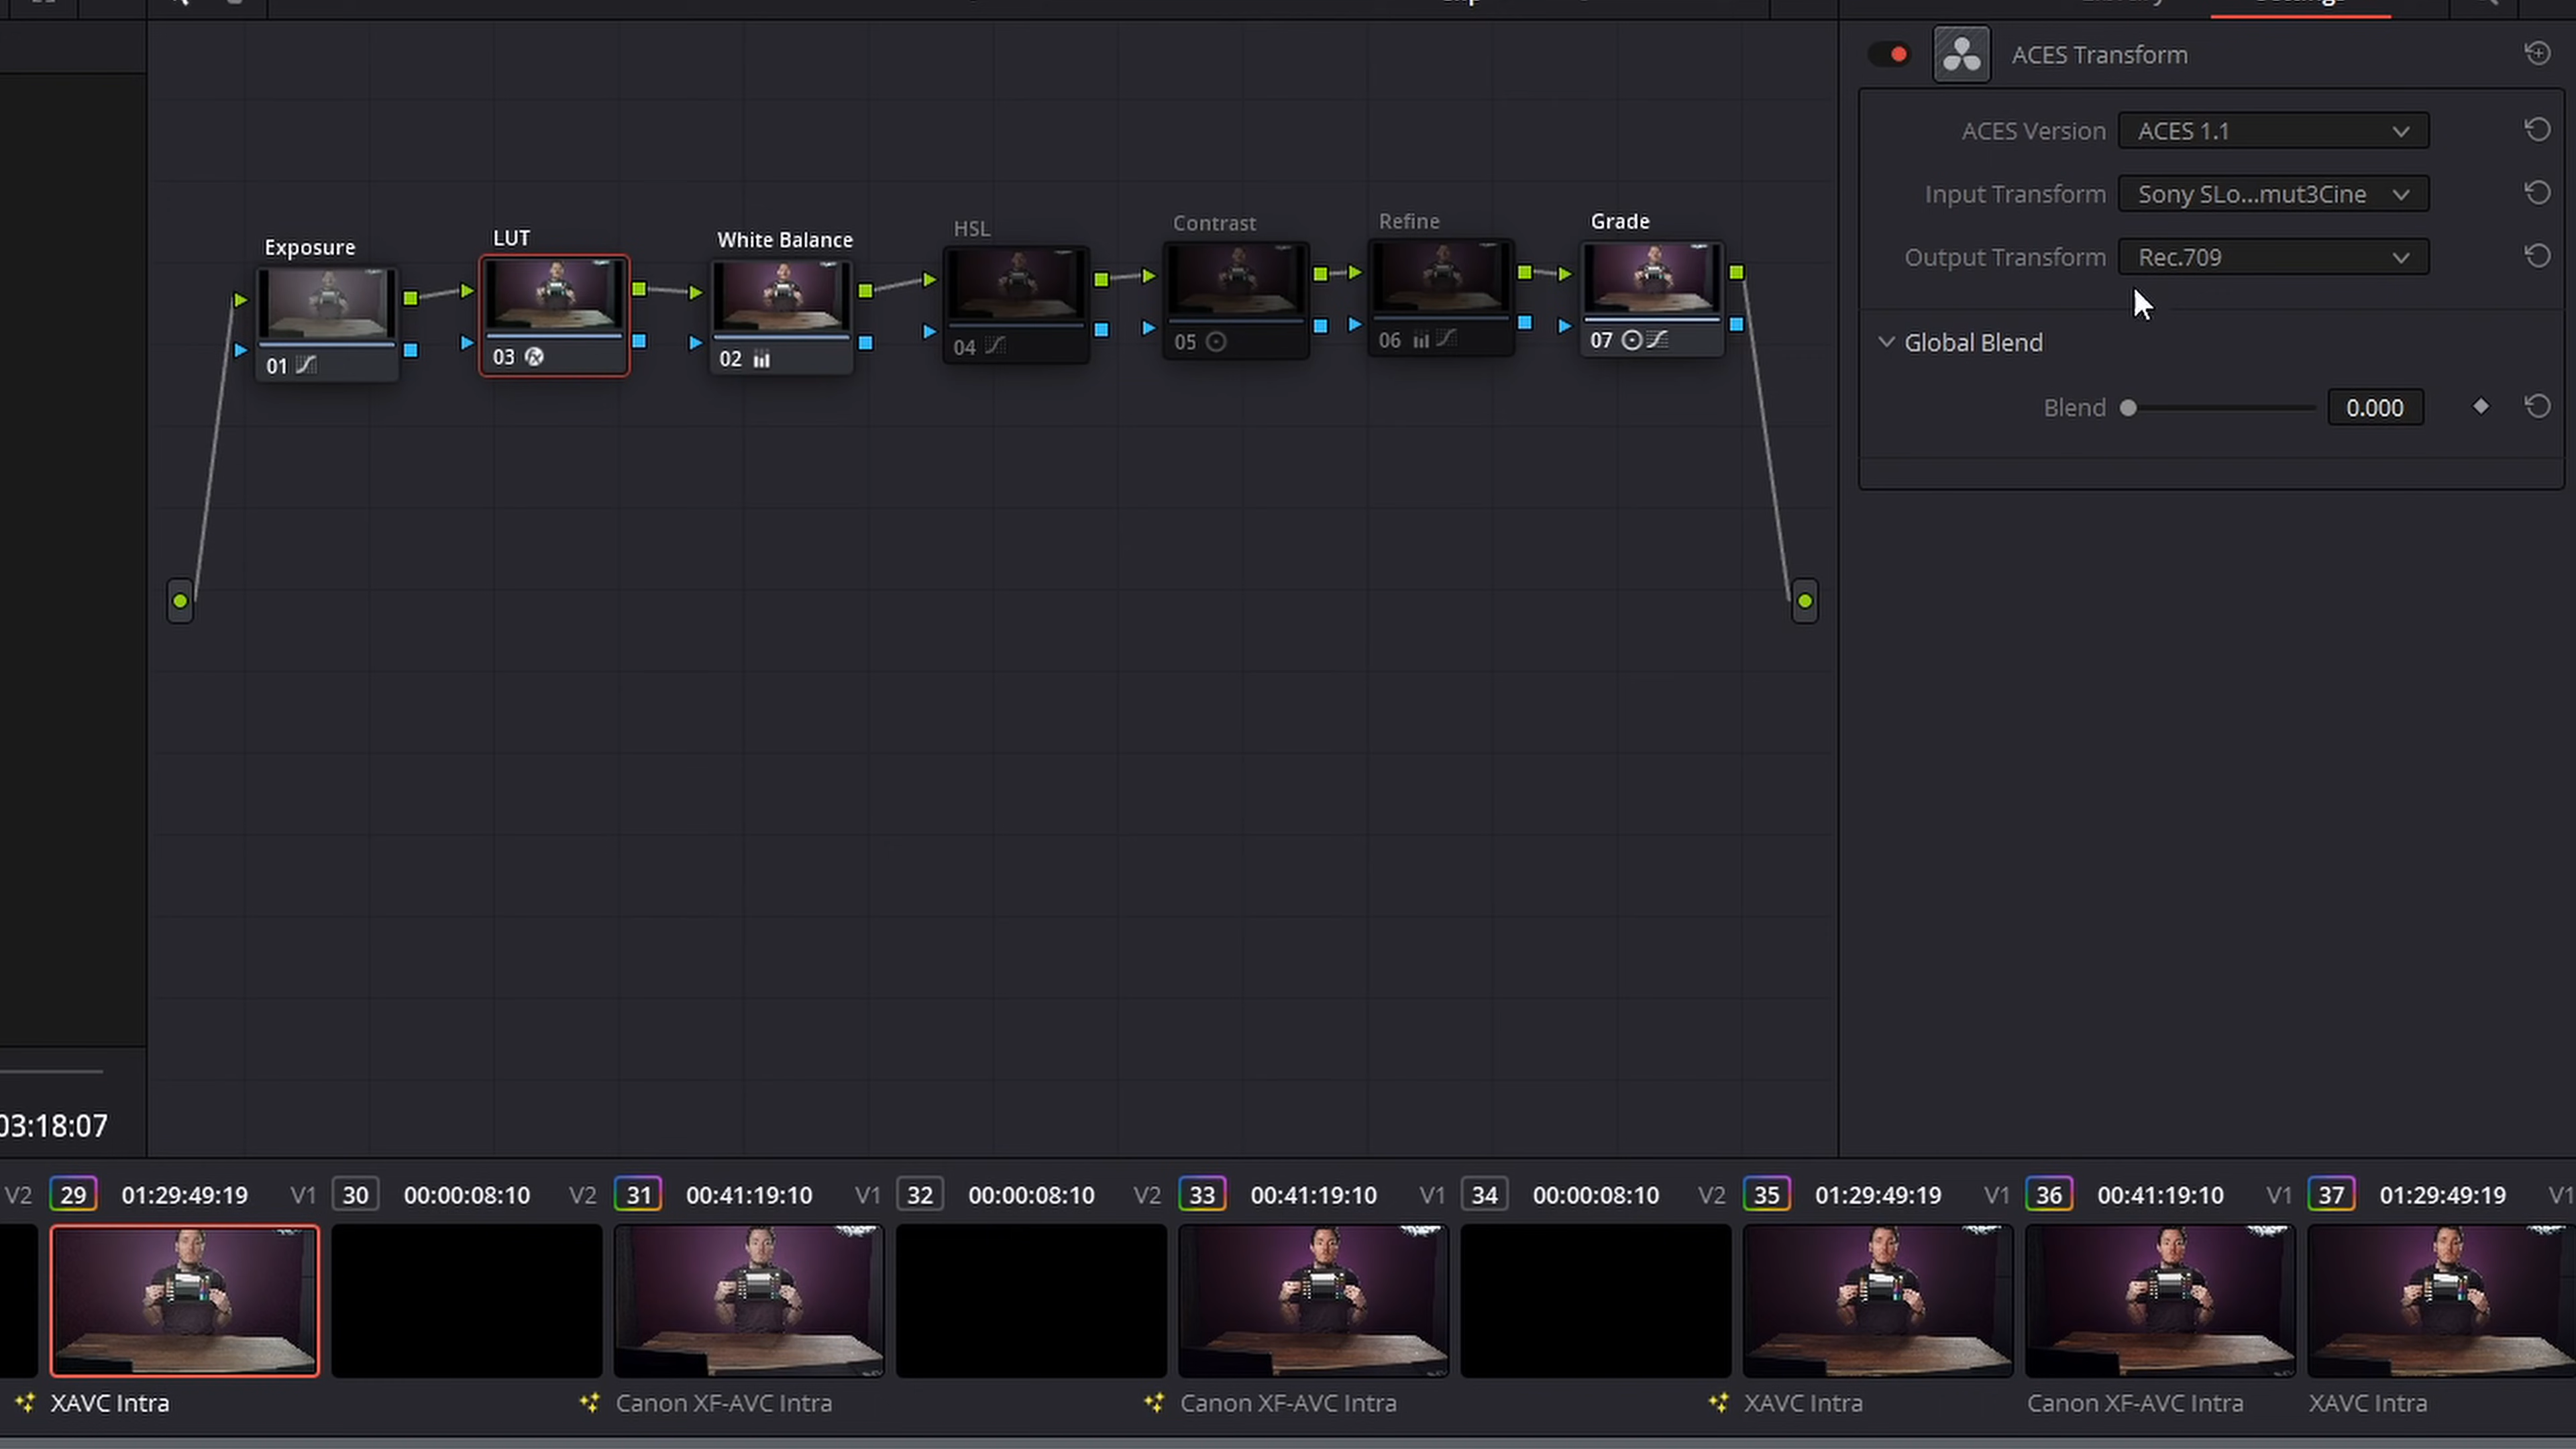 ACES Transform
ACES Version ACES 1.1
Input Transform Sony SLo...mut3Cine
Output Transform Rec.709
Global Blend
Blend 0.000
Exposure
LUT
White Balance
HSL
Contrast
Refine
Grade
01
03
02
04
05
06
07
03:18:07
V2 29 01:29:49:19 V1 30 00:00:08:10 V2 31 00:41:19:10 V1 32 00:00:08:10 V2 33 00:41:19:10 V1 34 00:00:08:10 V2 35 01:29:49:19 V1 36 00:41:19:10 V1 37 01:29:49:19 V1
XAVC Intra Canon XF-AVC Intra Canon XF-AVC Intra XAVC Intra Canon XF-AVC Intra XAVC Intra